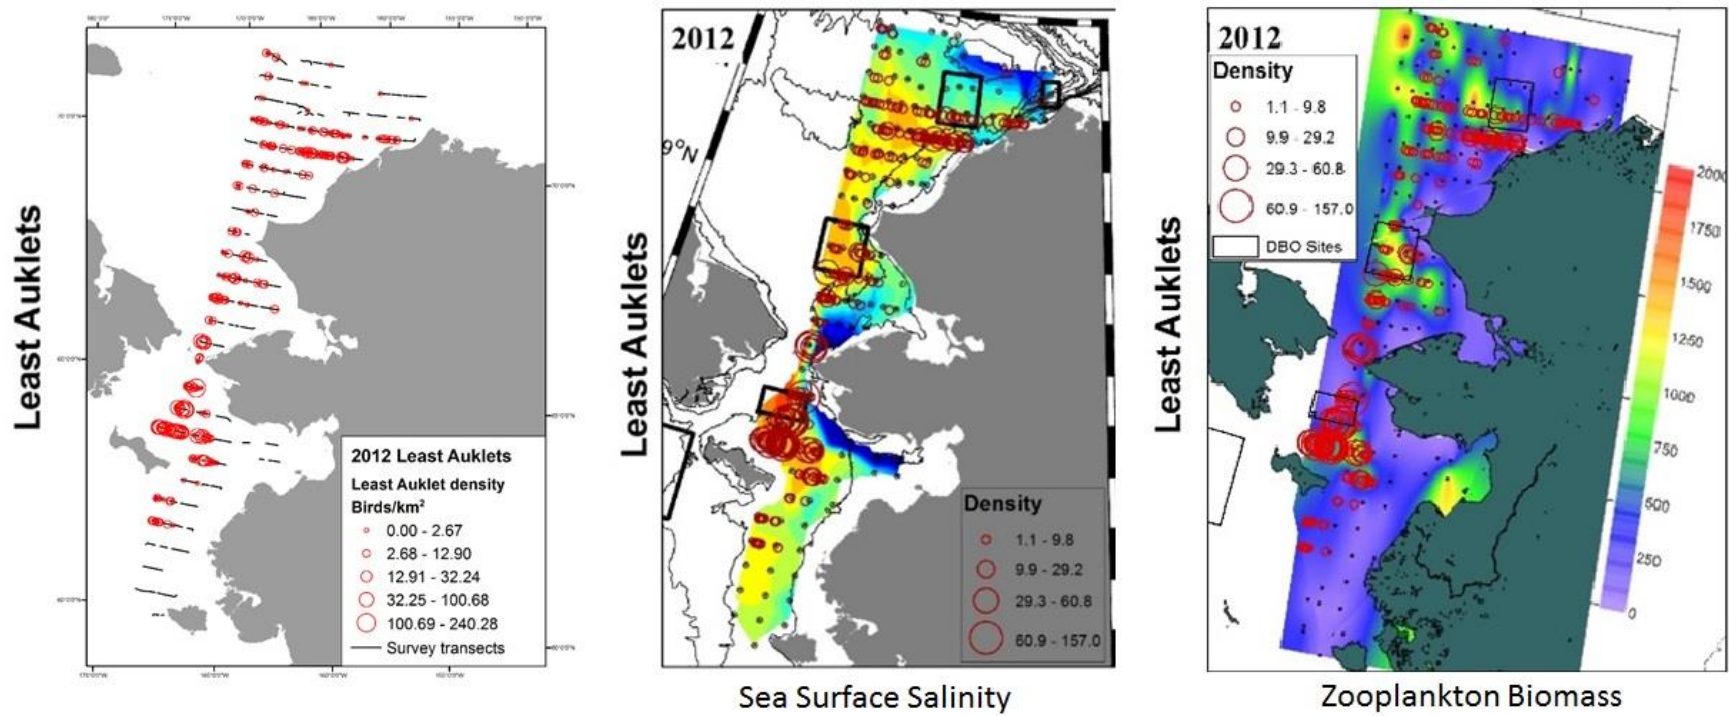 Least Auklets
2012 Least Auklets
Least Auklet density
Birds/km²
0.00 - 2.67
2.68 - 12.90
12.91 - 32.24
32.25 - 100.68
100.69 - 240.28
Survey transects
Least Auklets
2012
9°N
Density
1.1 - 9.8
9.9 - 29.2
29.3 - 60.8
60.9 - 157.0
Sea Surface Salinity
Least Auklets
2012
Density
1.1 - 9.8
9.9 - 29.2
29.3 - 60.8
60.9 - 157.0
DBO Sites
2000
1750
1500
1250
1000
750
500
250
0
Zooplankton Biomass